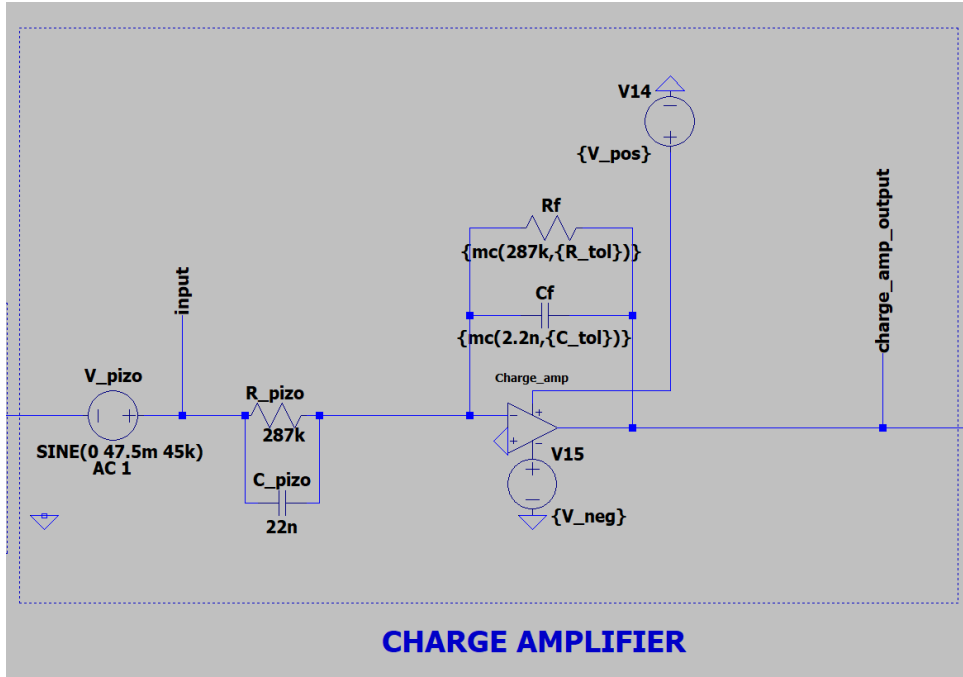 V14
{V_pos}
Rf
{mc(287k,{R_tol})}
Cf
{mc(2.2n,{C_tol})}
input
charge_amp_output
V_pizo
SINE(0 47.5m 45k)
AC 1
R_pizo
287k
C_pizo
22n
Charge_amp
V15
{V_neg}
CHARGE AMPLIFIER